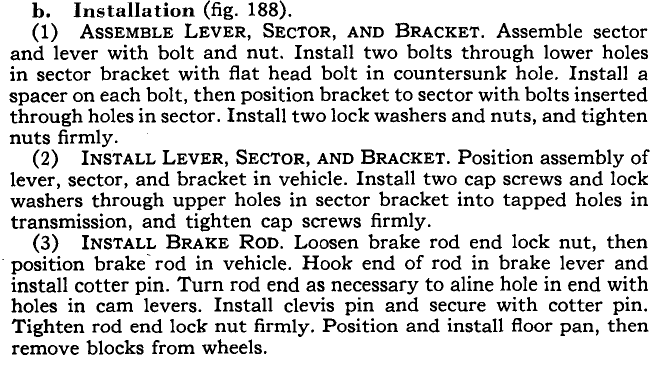 b. Installation (fig. 188).
(1) ASSEMBLE LEVER, SECTOR, AND BRACKET. Assemble sector
and lever with bolt and nut. Install two bolts through lower holes
in sector bracket with flat head bolt in countersunk hole. Install a
spacer on each bolt, then position bracket to sector with bolts inserted
through holes in sector. Install two lock washers and nuts, and tighten
nuts firmly.
(2) INSTALL LEVER, SECTOR, AND BRACKET. Position assembly of
lever, sector, and bracket in vehicle. Install two cap screws and lock
washers through upper holes in sector bracket into tapped holes in
transmission, and tighten cap screws firmly.
(3) INSTALL BRAKE ROD. Loosen brake rod end lock nut, then
position brake rod in vehicle. Hook end of rod in brake lever and
install cotter pin. Turn rod end as necessary to aline hole in end with
holes in cam levers. Install clevis pin and secure with cotter pin.
Tighten rod end lock nut firmly. Position and install floor pan, then
remove blocks from wheels.